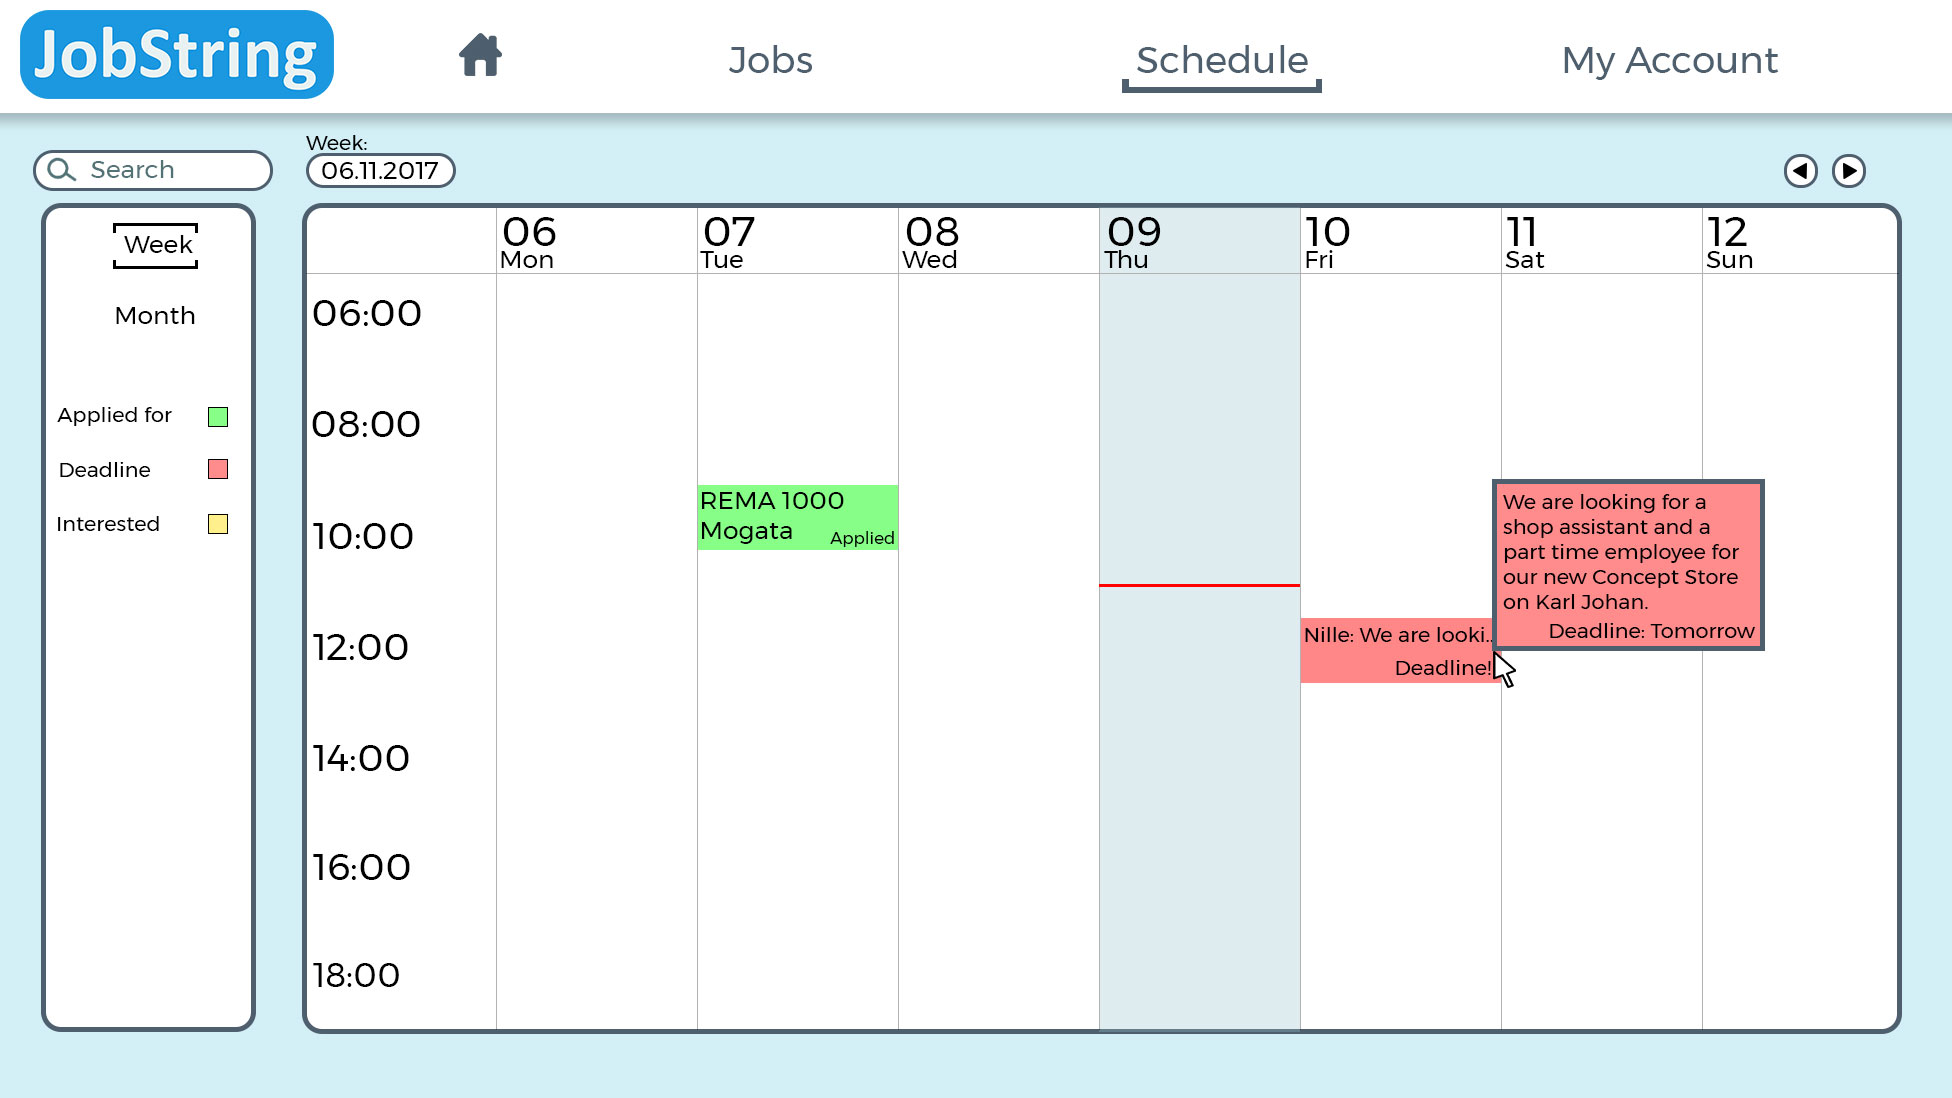 JobString
Jobs
Schedule
My Account
Search
Week:
06.11.2017
Week
Month
Applied for
Deadline
Interested
06
Mon
07
Tue
08
Wed
09
Thu
10
Fri
11
Sat
12
Sun
06:00
08:00
10:00
12:00
14:00
16:00
18:00
REMA 1000
Mogata
Applied
Nille: We are looki..
Deadline!
We are looking for a
shop assistant and a
part time employee for
our new Concept Store
on Karl Johan.
Deadline: Tomorrow